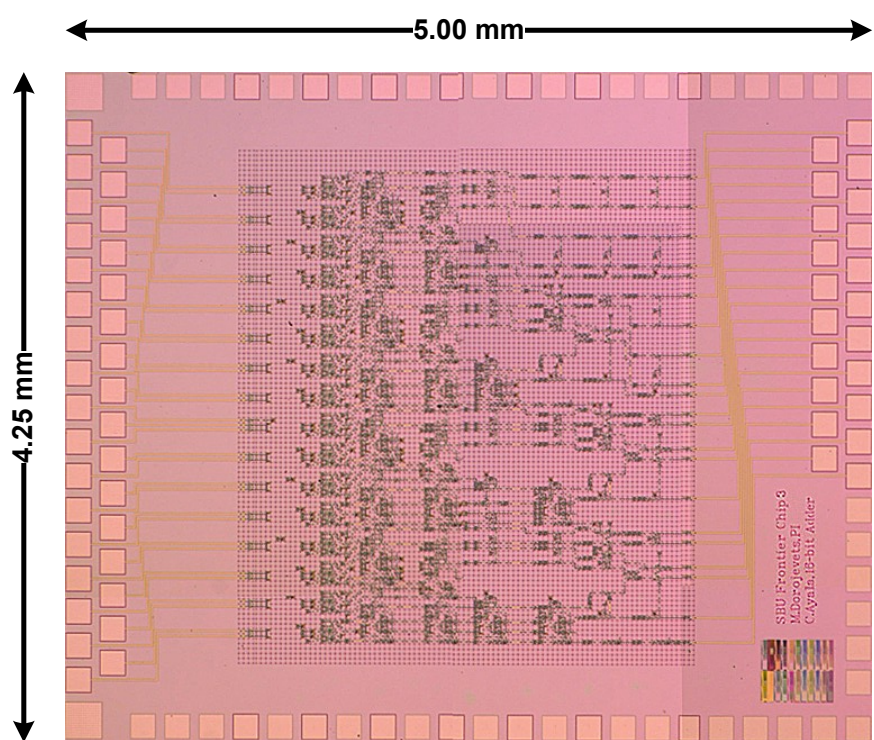 5.00 mm
4.25 mm
SBU Frontier Chip 3
M.Dorojevets,PI
C.Ayala,16-bit Adder